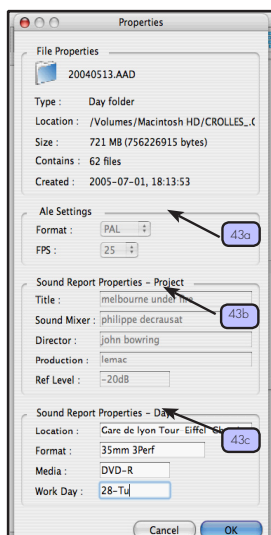 Properties
File Properties
20040513.AAD
Type : Day folder
Location : /Volumes/Macintosh HD/CROLLES_.(
Size : 721 MB (756226915 bytes)
Contains : 62 files
Created : 2005-07-01, 18:13:53
Ale Settings
Format : PAL
43a
FPS : 25
Sound Report Properties - Project
Title : melbourne under fire
43b
Sound Mixer : philippe decrausat
Director : john bowring
Production : lemac
Ref Level : -20dB
Sound Report Properties - Day
Location : Gare de lyon Tour Eiffel
43c
Format : 35mm 3Perf
Media : DVD-R
Work Day : 28-Tu
Cancel
OK